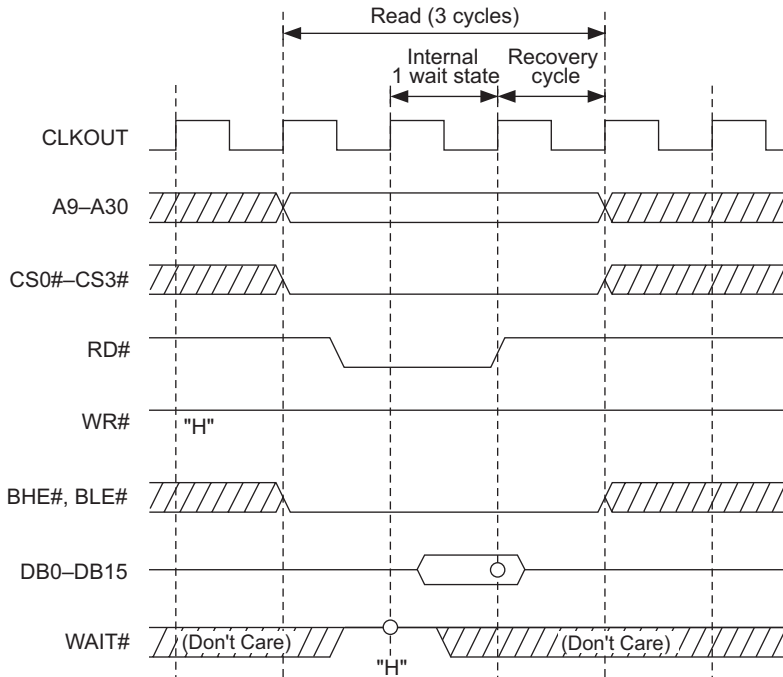 Read (3 cycles)
Internal
1 wait state
Recovery
cycle
CLKOUT
A9–A30
CS0#–CS3#
RD#
WR#
"H"
BHE#, BLE#
DB0–DB15
WAIT#
(Don't Care)
(Don't Care)
"H"